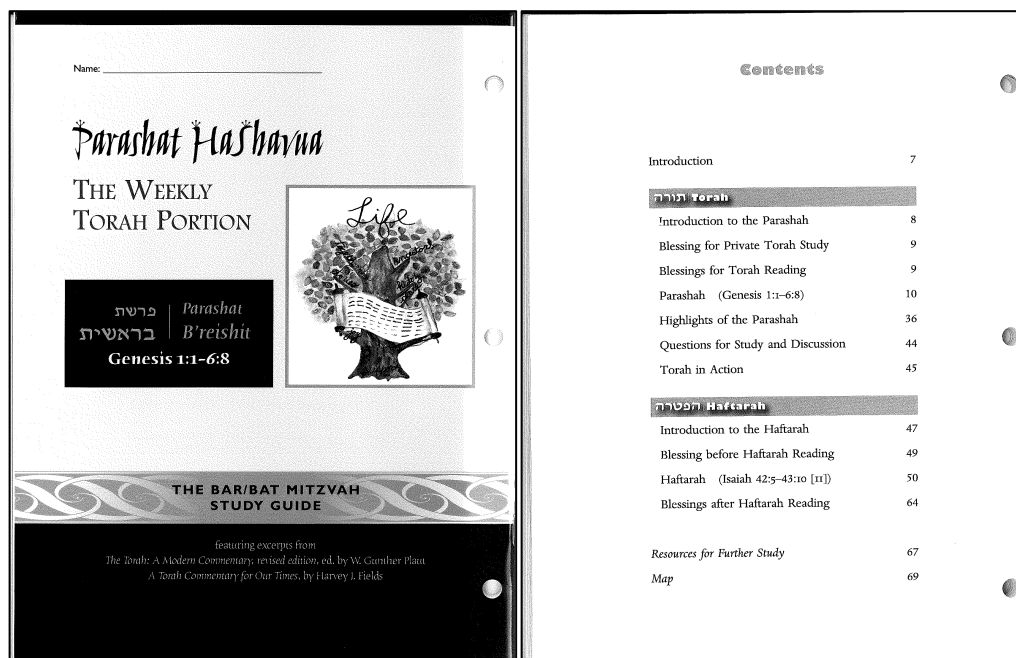 Name:
Parashat HaShavua
THE WEEKLY
TORAH PORTION
Life
פרשת
בראשית
Parashat
B'reishit
Genesis 1:1–6:8
THE BAR/BAT MITZVAH
STUDY GUIDE
featuring excerpts from
The Torah: A Modern Commentary, revised edition, ed. by W. Gunther Plaut
A Torah Commentary for Our Times, by Harvey J. Fields
Contents
Introduction 7
תורה Torah
Introduction to the Parashah 8
Blessing for Private Torah Study 9
Blessings for Torah Reading 9
Parashah (Genesis 1:1–6:8) 10
Highlights of the Parashah 36
Questions for Study and Discussion 44
Torah in Action 45
הפטרה Haftarah
Introduction to the Haftarah 47
Blessing before Haftarah Reading 49
Haftarah (Isaiah 42:5–43:10 [11]) 50
Blessings after Haftarah Reading 64
Resources for Further Study 67
Map 69